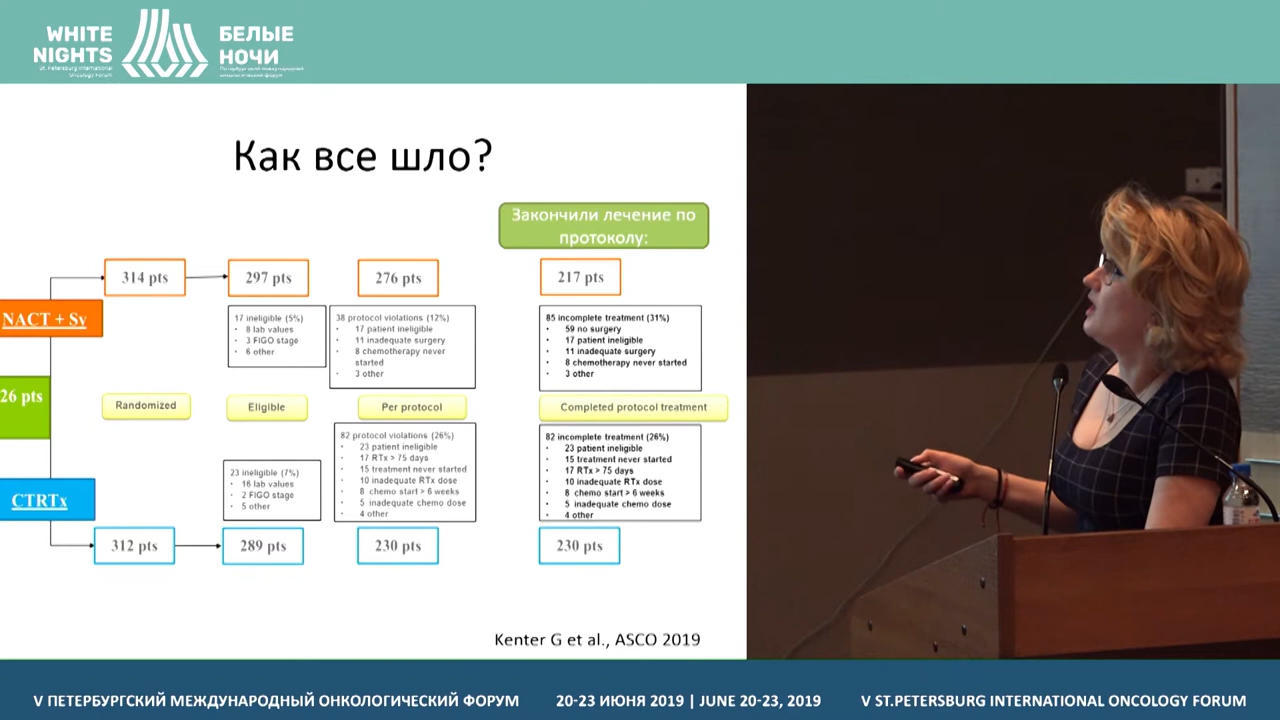 WHITE
NIGHTS
St. Petersburg International
Oncology Forum
БЕЛЫЕ
НОЧИ
Петербургский международный
онкологический форум
Как все шло?
Закончили лечение по
протоколу:
314 pts
297 pts
276 pts
217 pts
NACT + Sv
17 ineligible (5%)
• 8 lab values
• 3 FIGO stage
• 6 other
38 protocol violations (12%)
• 17 patient ineligible
• 11 inadequate surgery
• 8 chemotherapy never
started
• 3 other
85 incomplete treatment (31%)
• 59 no surgery
• 17 patient ineligible
• 11 inadequate surgery
• 8 chemotherapy never started
• 3 other
26 pts
Randomized
Eligible
Per protocol
Completed protocol treatment
CTRTx
23 ineligible (7%)
• 16 lab values
• 2 FIGO stage
• 5 other
82 protocol violations (26%)
• 23 patient ineligible
• 17 RTx > 75 days
• 15 treatment never started
• 10 inadequate RTx dose
• 8 chemo start > 6 weeks
• 5 inadequate chemo dose
• 4 other
82 incomplete treatment (26%)
• 23 patient ineligible
• 15 treatment never started
• 17 RTx > 75 days
• 10 inadequate RTx dose
• 8 chemo start > 6 weeks
• 5 inadequate chemo dose
• 4 other
312 pts
289 pts
230 pts
230 pts
Kenter G et al., ASCO 2019
V ПЕТЕРБУРГСКИЙ МЕЖДУНАРОДНЫЙ ОНКОЛОГИЧЕСКИЙ ФОРУМ
20-23 ИЮНЯ 2019 | JUNE 20-23, 2019
V ST.PETERSBURG INTERNATIONAL ONCOLOGY FORUM